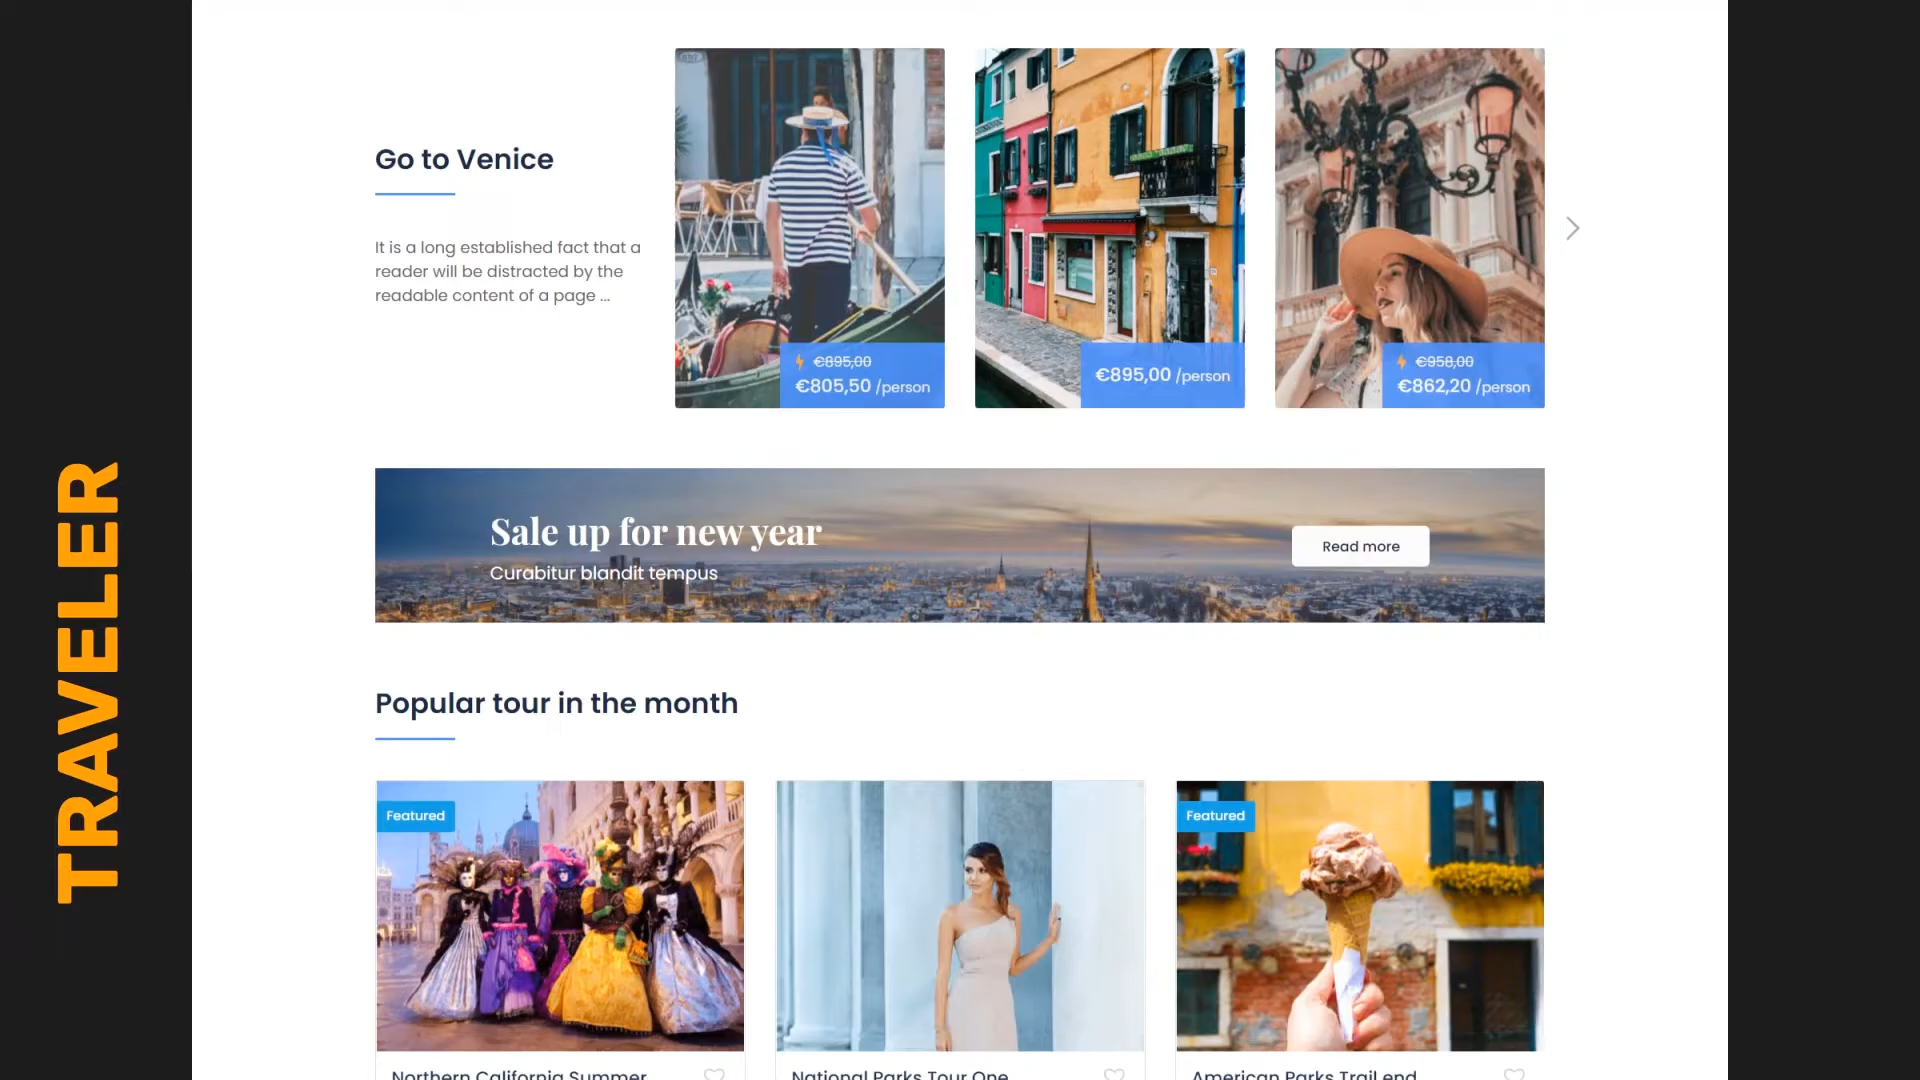 TRAVELER
Go to Venice
It is a long established fact that a
reader will be distracted by the
readable content of a page ...
€895,00
€805,50 /person
€895,00 /person
€958,00
€862,20 /person
Sale up for new year
Curabitur blandit tempus
Read more
Popular tour in the month
Featured
Featured
Northern California Summer
National Parks Tour One
American Parks Trail end